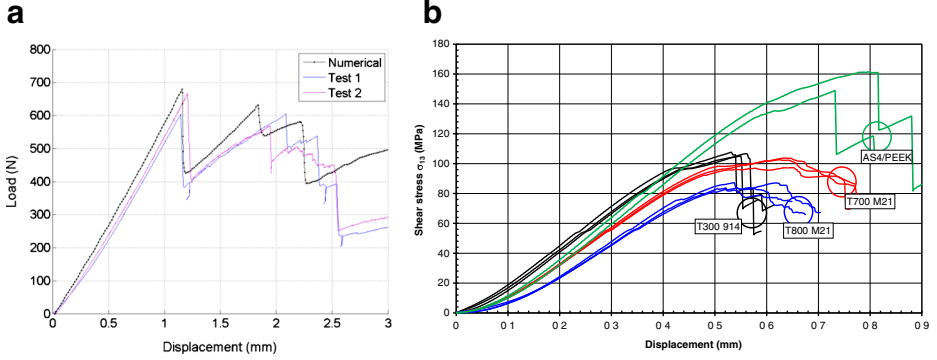 a
b
800
700
600
500
400
300
200
100
0
Load (N)
Numerical
Test 1
Test 2
0
0.5
1
1.5
2
2.5
3
Displacement (mm)
180
160
140
120
100
80
60
40
20
0
Shear stress σ13 (MPa)
AS4/PEEK
T700 M21
T300 914
T800 M21
0
0 1
0 2
0 3
0 4
0 5
0 6
0 7
0 8
0 9
Displacement (mm)